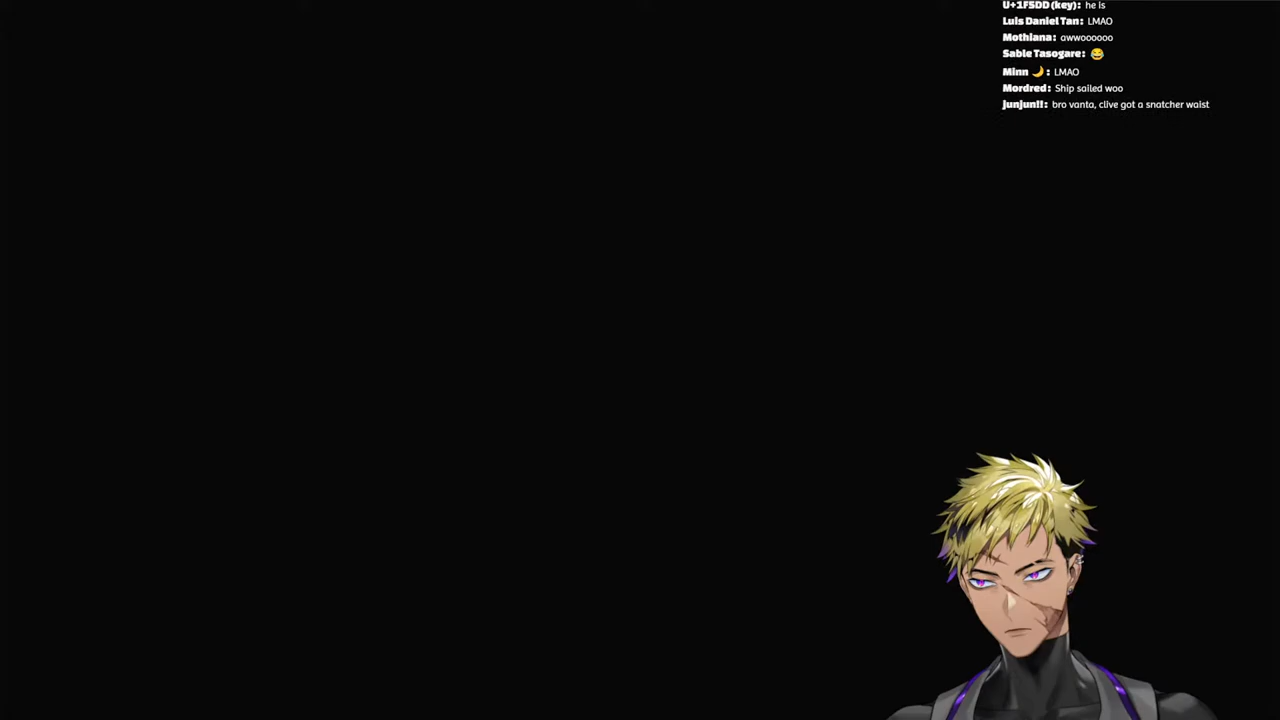 U+1F5DD (key): he is
Luis Daniel Tan: LMAO
Mothiana: awwoooooo
Sable Tasogare: 😂
Minn 🌙: LMAO
Mordred: Ship sailed woo
junjun!!: bro vanta, clive got a snatcher waist